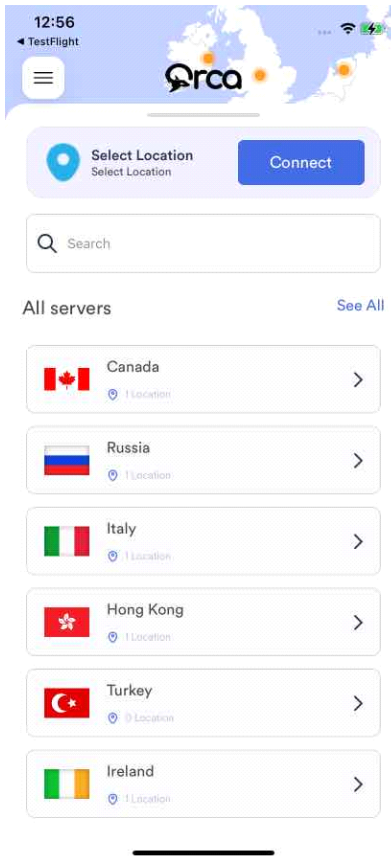 12:56
◀ TestFlight
Orca
Select Location
Select Location
Connect
Search
All servers
See All
Canada
1 Location
Russia
1 Location
Italy
1 Location
Hong Kong
1 Location
Turkey
0 Location
Ireland
1 Location